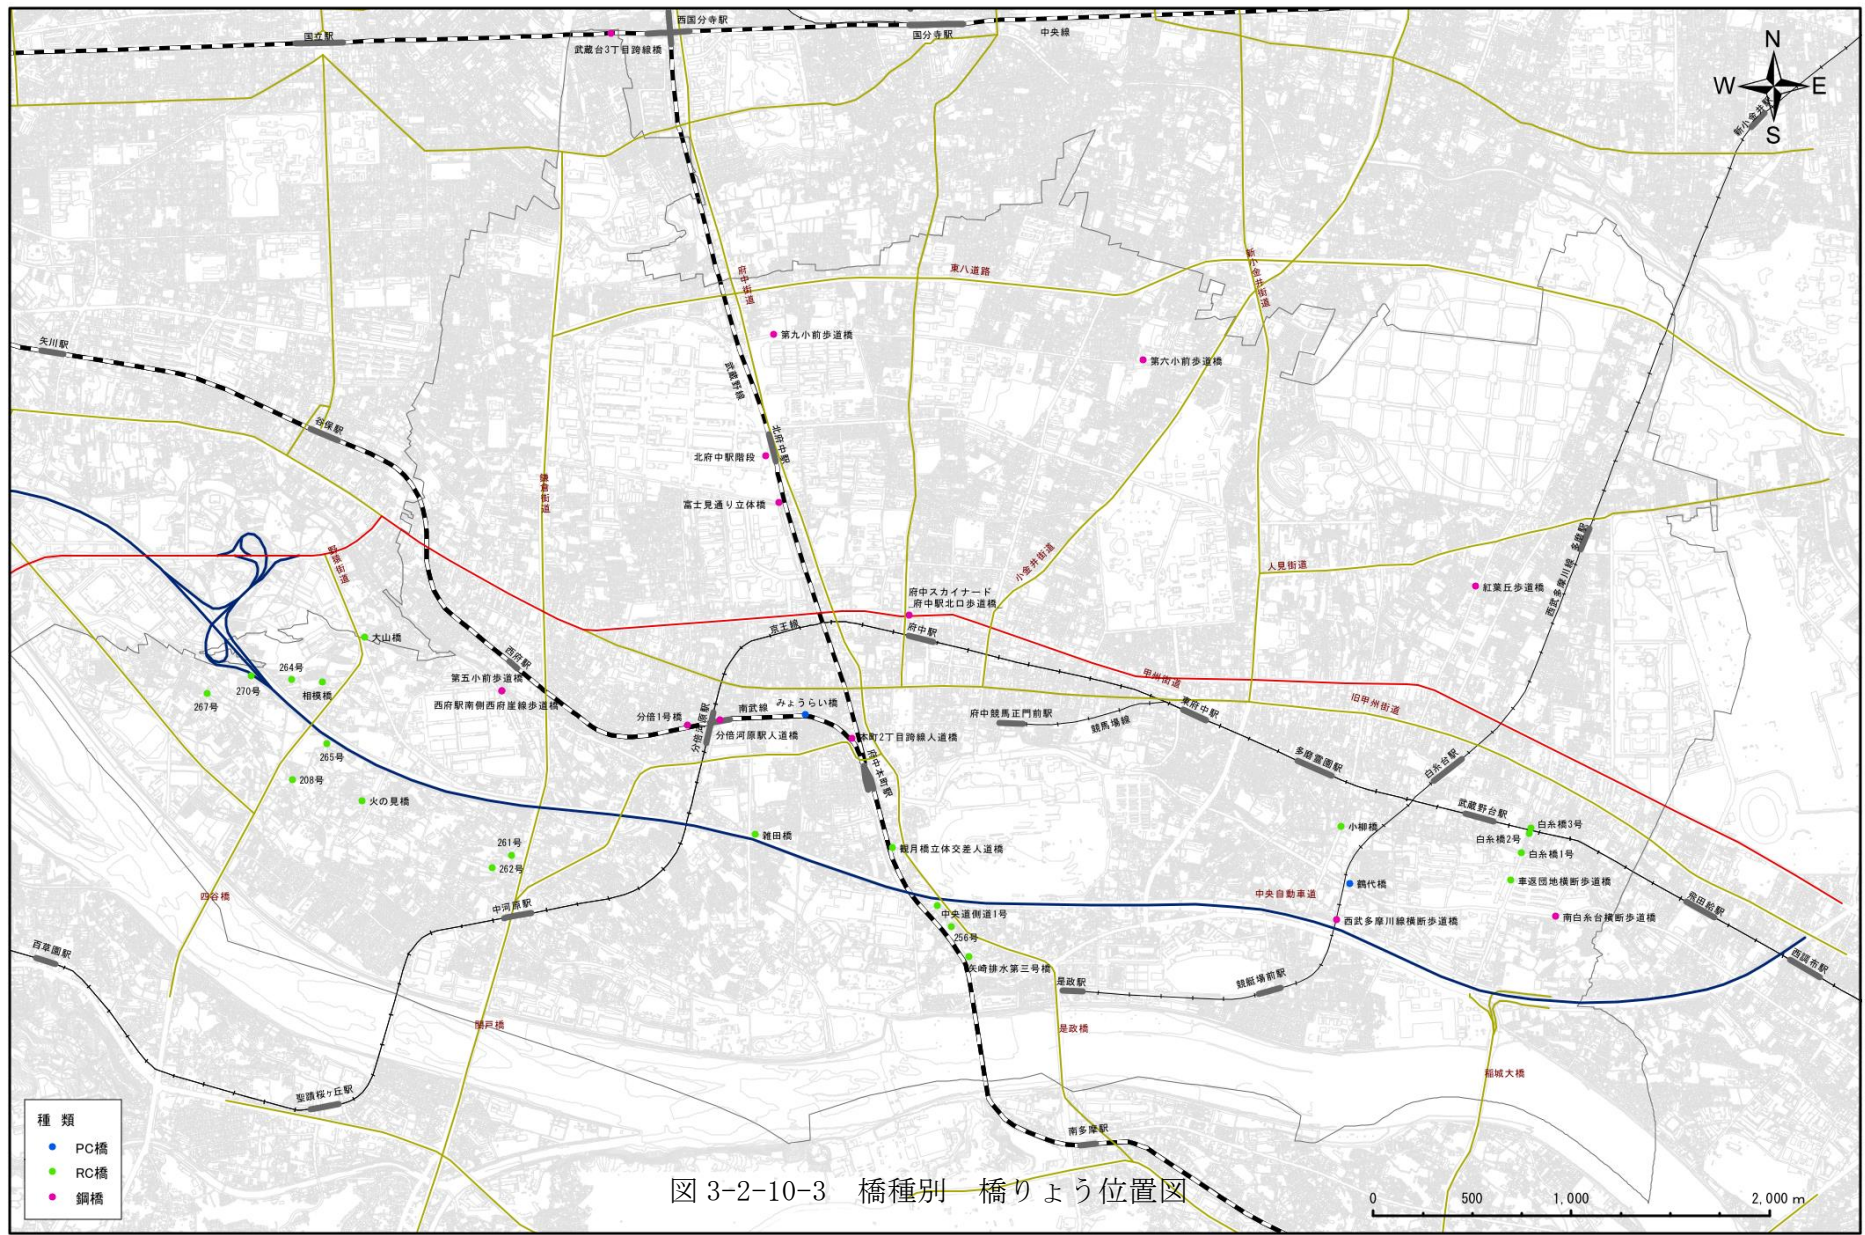 西国分寺駅
国立駅
国分寺駅
中央線
武蔵台3丁目跨線橋
N
W
E
S
新小金井駅
府中街道
東八道路
新小金井街道
矢川駅
第九小前歩道橋
第六小前歩道橋
武蔵野線
谷保駅
北府中駅
北府中駅階段
鎌倉街道
富士見通り立体橋
野猿街道
小金井街道
人見街道
西武多摩川線
多磨駅
紅葉丘歩道橋
府中スカイナード
府中駅北口歩道橋
大山橋
京王線
府中駅
西府駅
264号
270号
相模橋
267号
第五小前歩道橋
西府駅南側西府崖線歩道橋
甲州街道
旧甲州街道
分倍1号橋
分倍河原駅
南武線
みょうらい橋
分倍河原駅人道橋
本町2丁目跨線人道橋
府中本町駅
府中競馬正門前駅
競馬場線
東府中駅
265号
208号
火の見橋
多磨霊園駅
白糸台駅
武蔵野台駅
雑田橋
観月橋立体交差人道橋
小柳橋
白糸橋3号
白糸橋2号
白糸橋1号
261号
262号
鶴代橋
車返団地横断歩道橋
四谷橋
中河原駅
中央自動車道
飛田給駅
中央道側道1号
西武多摩川線横断歩道橋
南白糸台横断歩道橋
256号
百草園駅
矢崎排水第三号橋
西調布駅
是政駅
競艇場前駅
関戸橋
是政橋
稲城大橋
聖蹟桜ヶ丘駅
南多摩駅
種 類
PC橋
RC橋
鋼橋
図 3-2-10-3 橋種別 橋りょう位置図
0 500 1,000 2,000 m